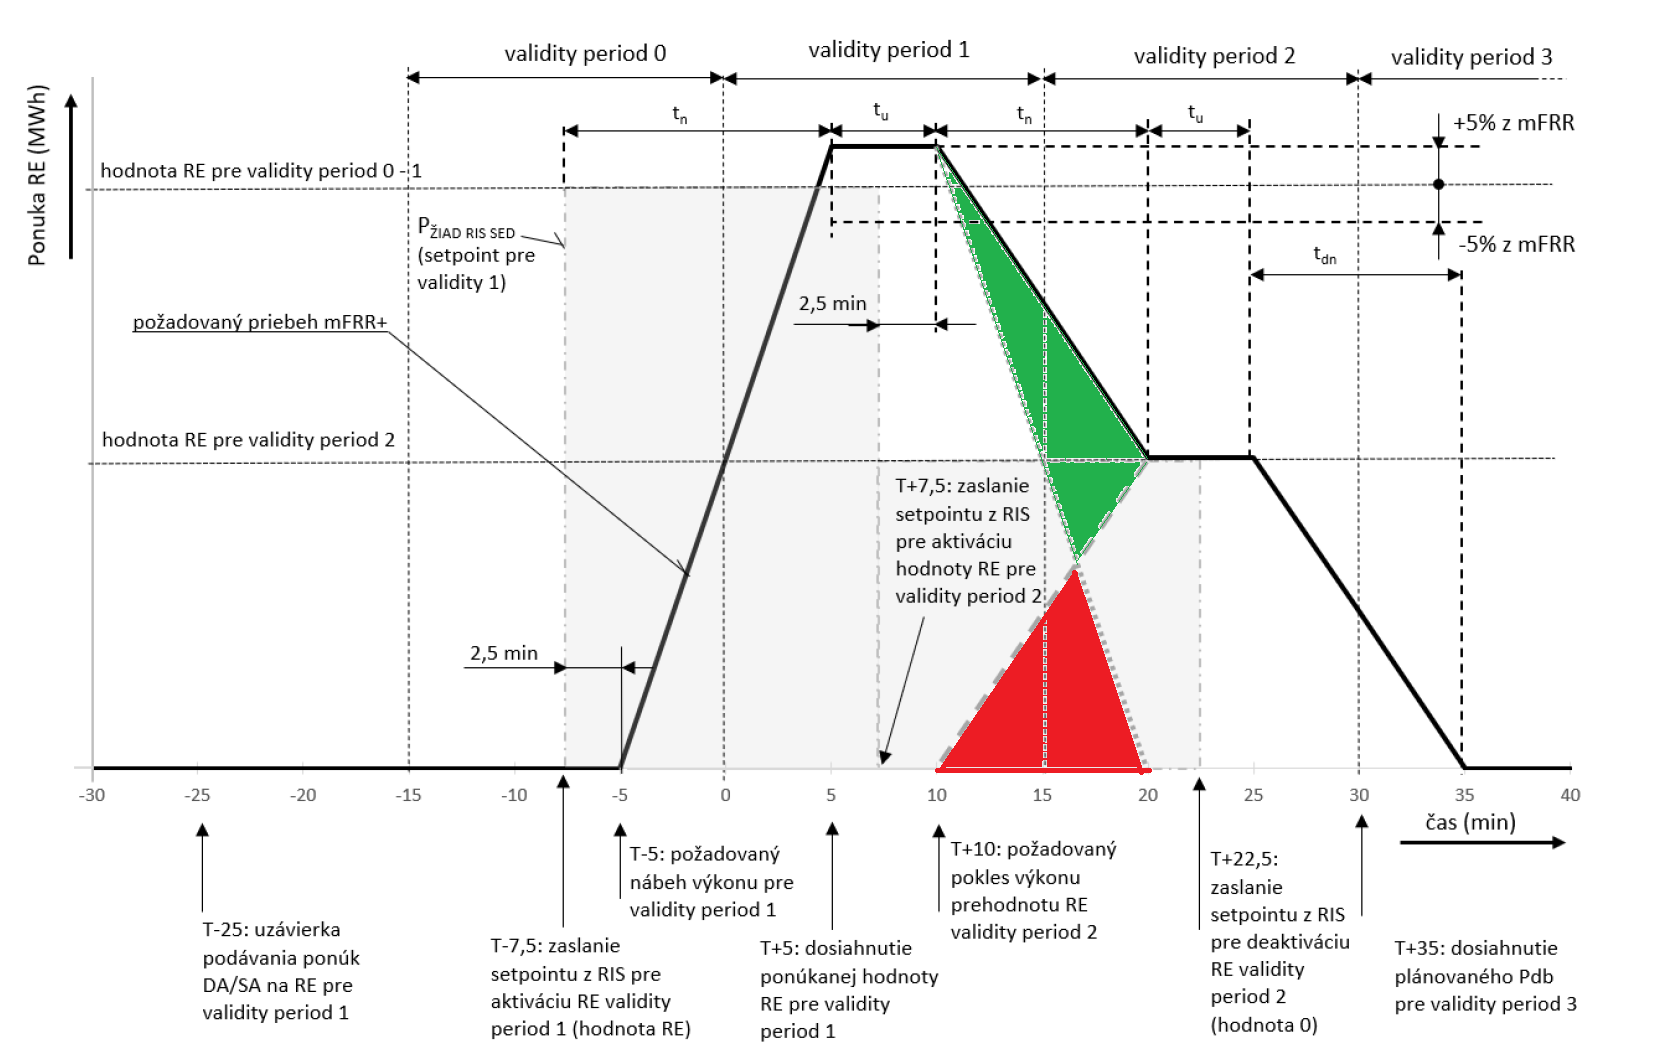 validity period 0
validity period 1
validity period 2
validity period 3
Ponuka RE (MWh)
tn
tu
tn
tu
+5% z mFRR
hodnota RE pre validity period 0 - 1
PŽIAD RIS SED
(setpoint pre
validity 1)
-5% z mFRR
tdn
2,5 min
požadovaný priebeh mFRR+
hodnota RE pre validity period 2
T+7,5: zaslanie
setpointu z RIS
pre aktiváciu
hodnoty RE pre
validity period 2
2,5 min
-30
-25
-20
-15
-10
-5
0
5
10
15
20
25
30
35
40
čas (min)
T-25: uzávierka
podávania ponúk
DA/SA na RE pre
validity period 1
T-7,5: zaslanie
setpointu z RIS pre
aktiváciu RE validity
period 1 (hodnota RE)
T-5: požadovaný
nábeh výkonu pre
validity period 1
T+5: dosiahnutie
ponúkanej hodnoty
RE pre validity
period 1
T+10: požadovaný
pokles výkonu
prehodnotu RE
validity period 2
T+22,5:
zaslanie
setpointu z RIS
pre deaktiváciu
RE validity
period 2
(hodnota 0)
T+35: dosiahnutie
plánovaného Pdb
pre validity period 3